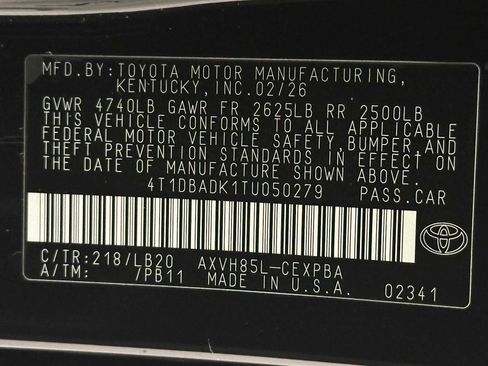 MFD.BY:TOYOTA MOTOR MANUFACTURING,
KENTUCKY,INC.02/26
GVWR 4740LB GAWR FR 2625LB RR 2500LB
THIS VEHICLE CONFORMS TO ALL APPLICABLE
FEDERAL MOTOR VEHICLE SAFETY,BUMPER,AND
THEFT PREVENTION STANDARDS IN EFFECT ON
THE DATE OF MANUFACTURE SHOWN ABOVE.
4T1DBADK1TU050279 PASS.CAR
C/TR:218/LB20 AXVH85L-CEXPBA
A/TM: 7PB11 MADE IN U.S.A. 02341